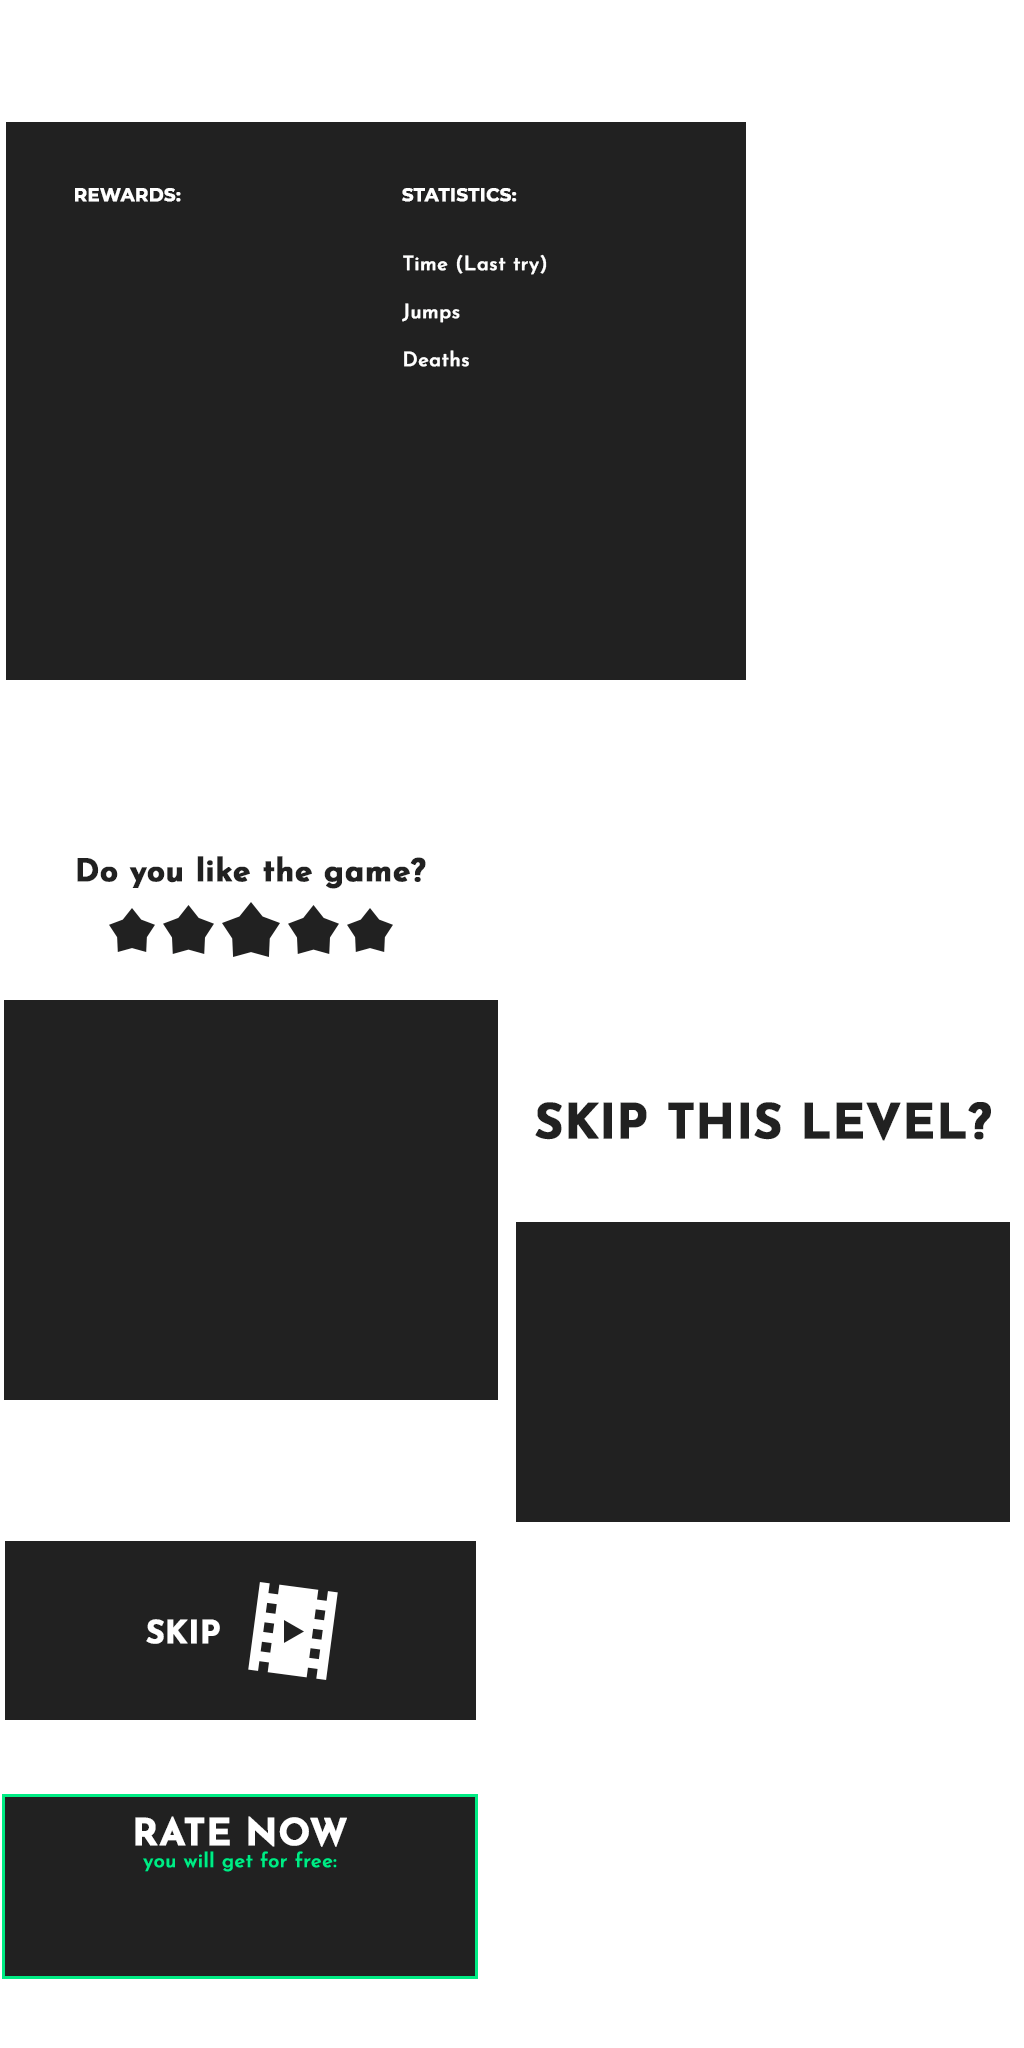 REWARDS:
STATISTICS:
Time (Last try)
Jumps
Deaths
Do you like the game?
SKIP THIS LEVEL?
SKIP
RATE NOW
you will get for free: